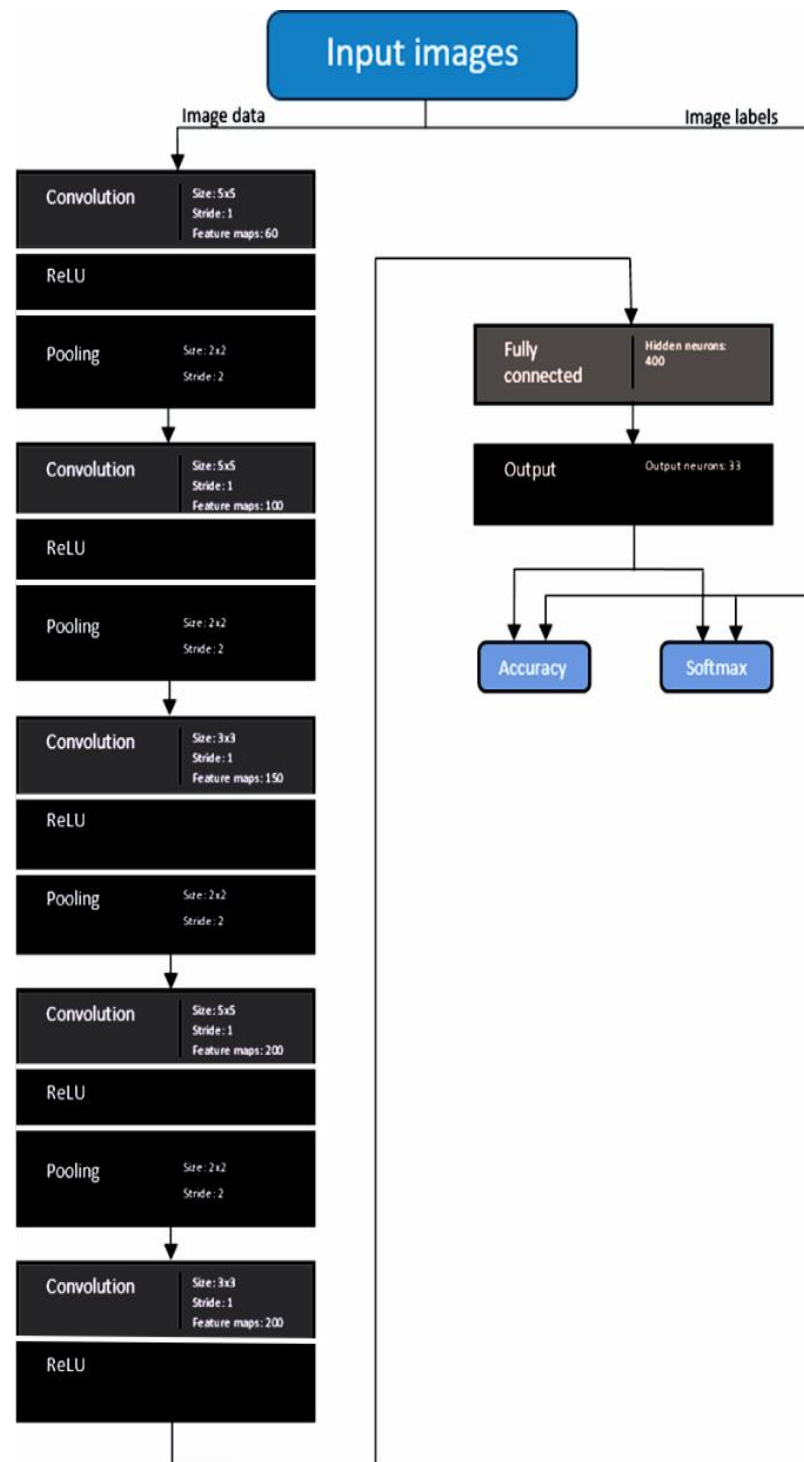 Input images
Image data
Image labels
Convolution
Size: 5x5
Stride: 1
Feature maps: 60
ReLU
Pooling
Size: 2x2
Stride: 2
Convolution
Size: 5x5
Stride: 1
Feature maps: 100
ReLU
Pooling
Size: 2x2
Stride: 2
Convolution
Size: 3x3
Stride: 1
Feature maps: 150
ReLU
Pooling
Size: 2x2
Stride: 2
Convolution
Size: 5x5
Stride: 1
Feature maps: 200
ReLU
Pooling
Size: 2x2
Stride: 2
Convolution
Size: 3x3
Stride: 1
Feature maps: 200
ReLU
Fully
connected
Hidden neurons:
400
Output
Output neurons: 33
Accuracy
Softmax